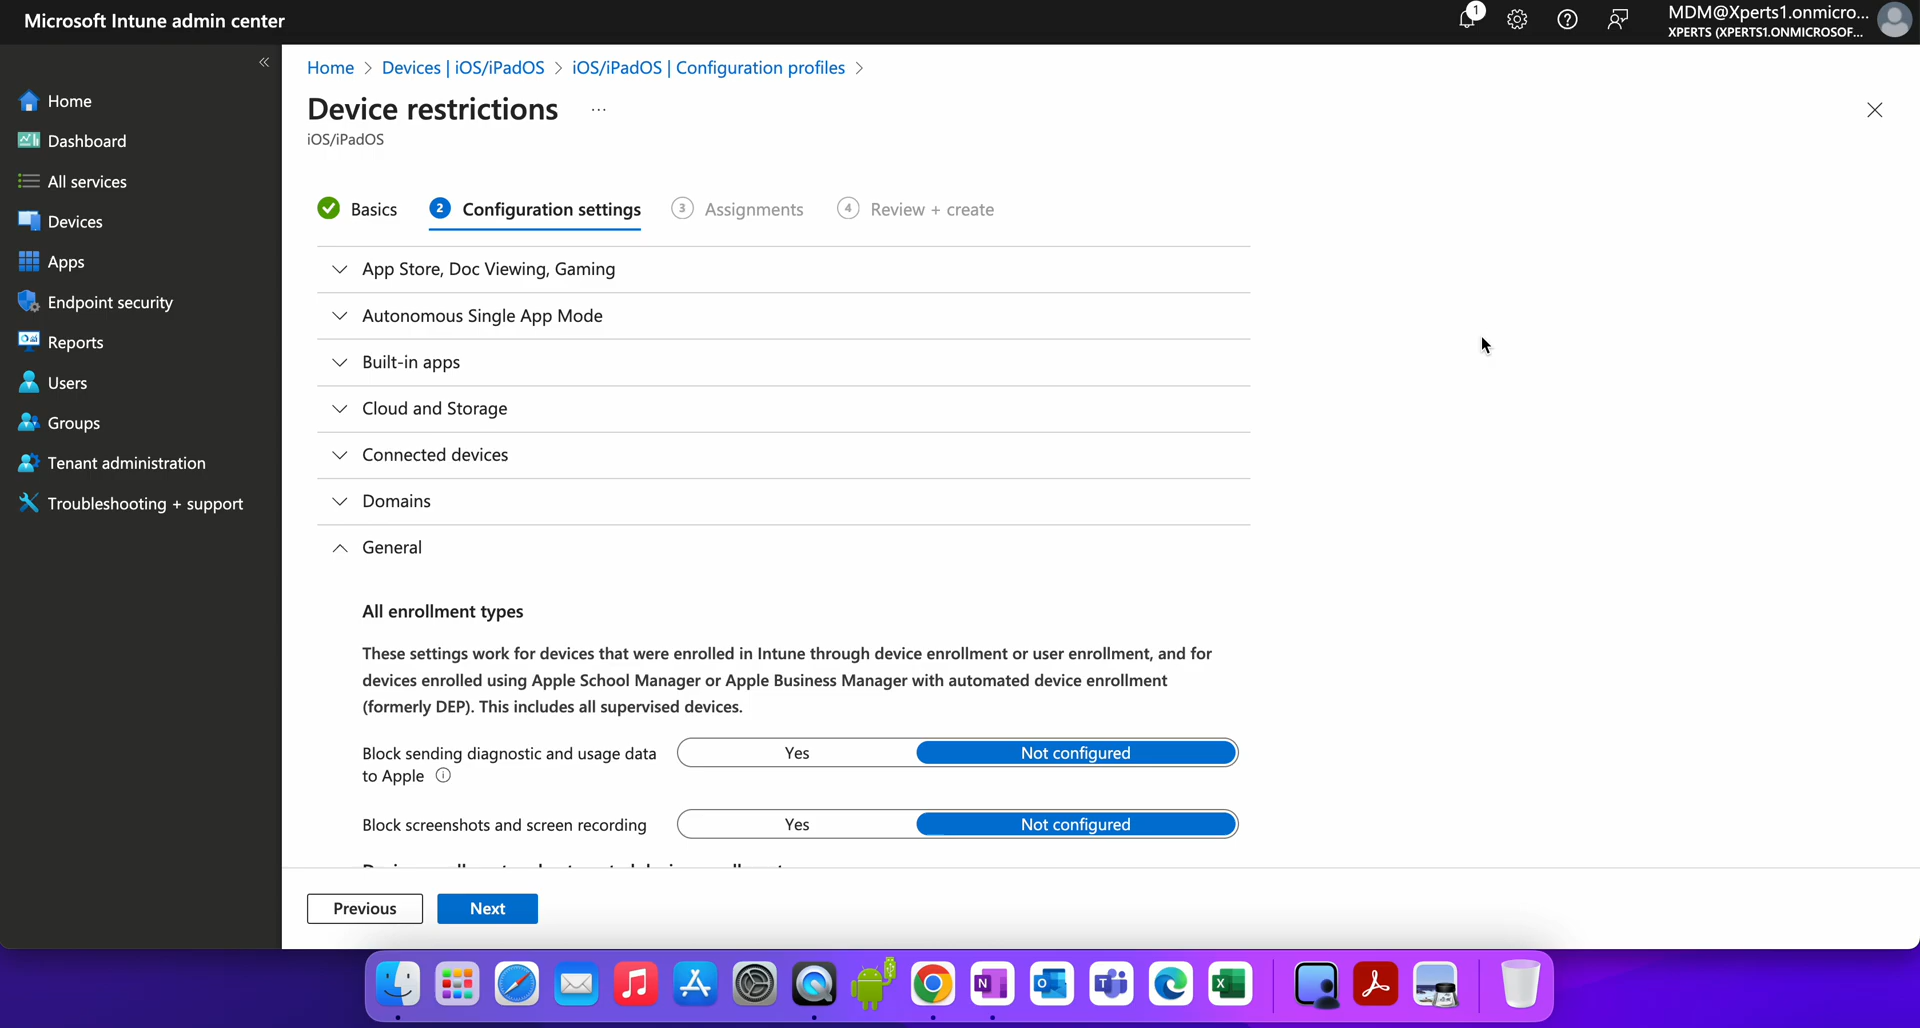 Microsoft Intune admin center
1
MDM@Xperts1.onmicro...
XPERTS (XPERTS1.ONMICROSOF...
Home
Dashboard
All services
Devices
Apps
Endpoint security
Reports
Users
Groups
Tenant administration
Troubleshooting + support
Home > Devices | iOS/iPadOS > iOS/iPadOS | Configuration profiles >
Device restrictions ...
iOS/iPadOS
Basics
2 Configuration settings
3 Assignments
4 Review + create
App Store, Doc Viewing, Gaming
Autonomous Single App Mode
Built-in apps
Cloud and Storage
Connected devices
Domains
General
All enrollment types
These settings work for devices that were enrolled in Intune through device enrollment or user enrollment, and for
devices enrolled using Apple School Manager or Apple Business Manager with automated device enrollment
(formerly DEP). This includes all supervised devices.
Block sending diagnostic and usage data
to Apple
Yes Not configured
Block screenshots and screen recording
Yes Not configured
Previous Next